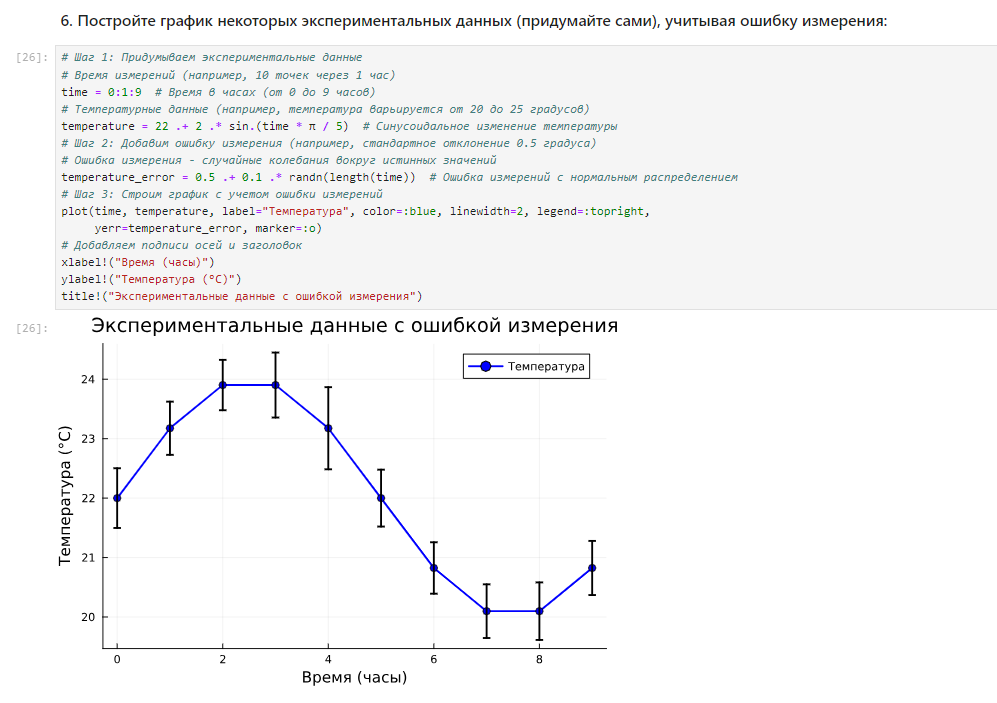 6. Постройте график некоторых экспериментальных данных (придумайте сами), учитывая ошибку измерения:
[26]:
# Шаг 1: Придумываем экспериментальные данные
# Время измерений (например, 10 точек через 1 час)
time = 0:1:9  # Время в часах (от 0 до 9 часов)
# Температурные данные (например, температура варьируется от 20 до 25 градусов)
temperature = 22 .+ 2 .* sin.(time * π / 5)  # Синусоидальное изменение температуры
# Шаг 2: Добавим ошибку измерения (например, стандартное отклонение 0.5 градуса)
# Ошибка измерения - случайные колебания вокруг истинных значений
temperature_error = 0.5 .+ 0.1 .* randn(length(time))  # Ошибка измерений с нормальным распределением
# Шаг 3: Строим график с учетом ошибки измерений
plot(time, temperature, label="Температура", color=:blue, linewidth=2, legend=:topright,
     yerr=temperature_error, marker=:o)
# Добавляем подписи осей и заголовок
xlabel!("Время (часы)")
ylabel!("Температура (°C)")
title!("Экспериментальные данные с ошибкой измерения")
[26]:
Экспериментальные данные с ошибкой измерения
Температура
24
23
22
21
20
Температура (°C)
0 2 4 6 8
Время (часы)